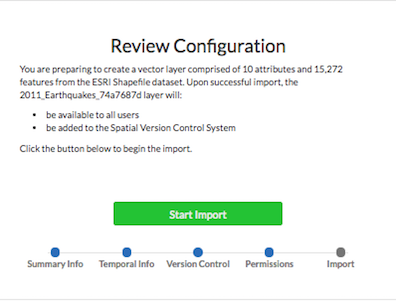 Review Configuration
You are preparing to create a vector layer comprised of 10 attributes and 15,272
features from the ESRI Shapefile dataset. Upon successful import, the
2011_Earthquakes_74a7687d layer will:
• be available to all users
• be added to the Spatial Version Control System
Click the button below to begin the import.
Start Import
Summary Info Temporal Info Version Control Permissions Import